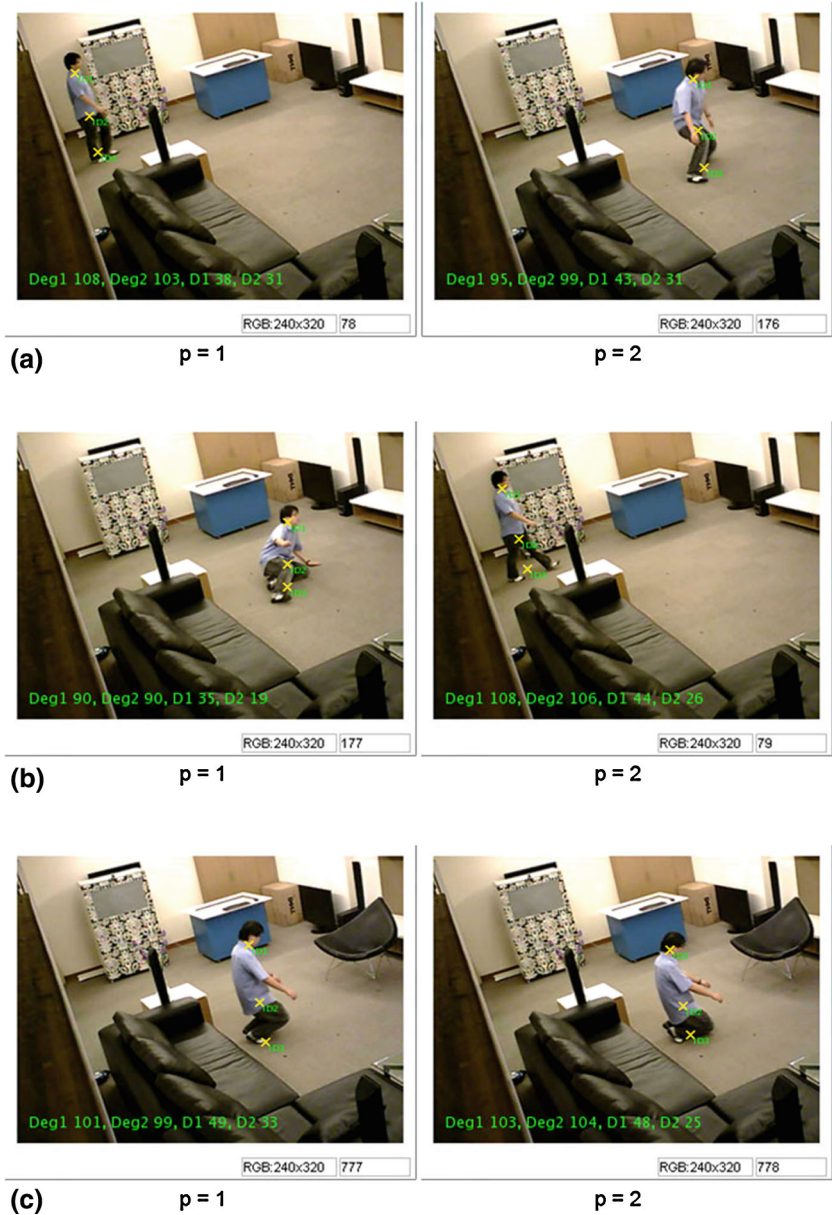 Deg1 108, Deg2 103, D1 38, D2 31
RGB:240x320 78
Deg1 95, Deg2 99, D1 43, D2 31
RGB:240x320 176
(a) p = 1 p = 2
Deg1 90, Deg2 90, D1 35, D2 19
RGB:240x320 177
Deg1 108, Deg2 106, D1 44, D2 26
RGB:240x320 79
(b) p = 1 p = 2
DELL
1D2
Deg1 101, Deg2 99, D1 49, D2 33
RGB:240x320 777
1D3
Deg1 103, Deg2 104, D1 48, D2 25
RGB:240x320 778
(c) p = 1 p = 2